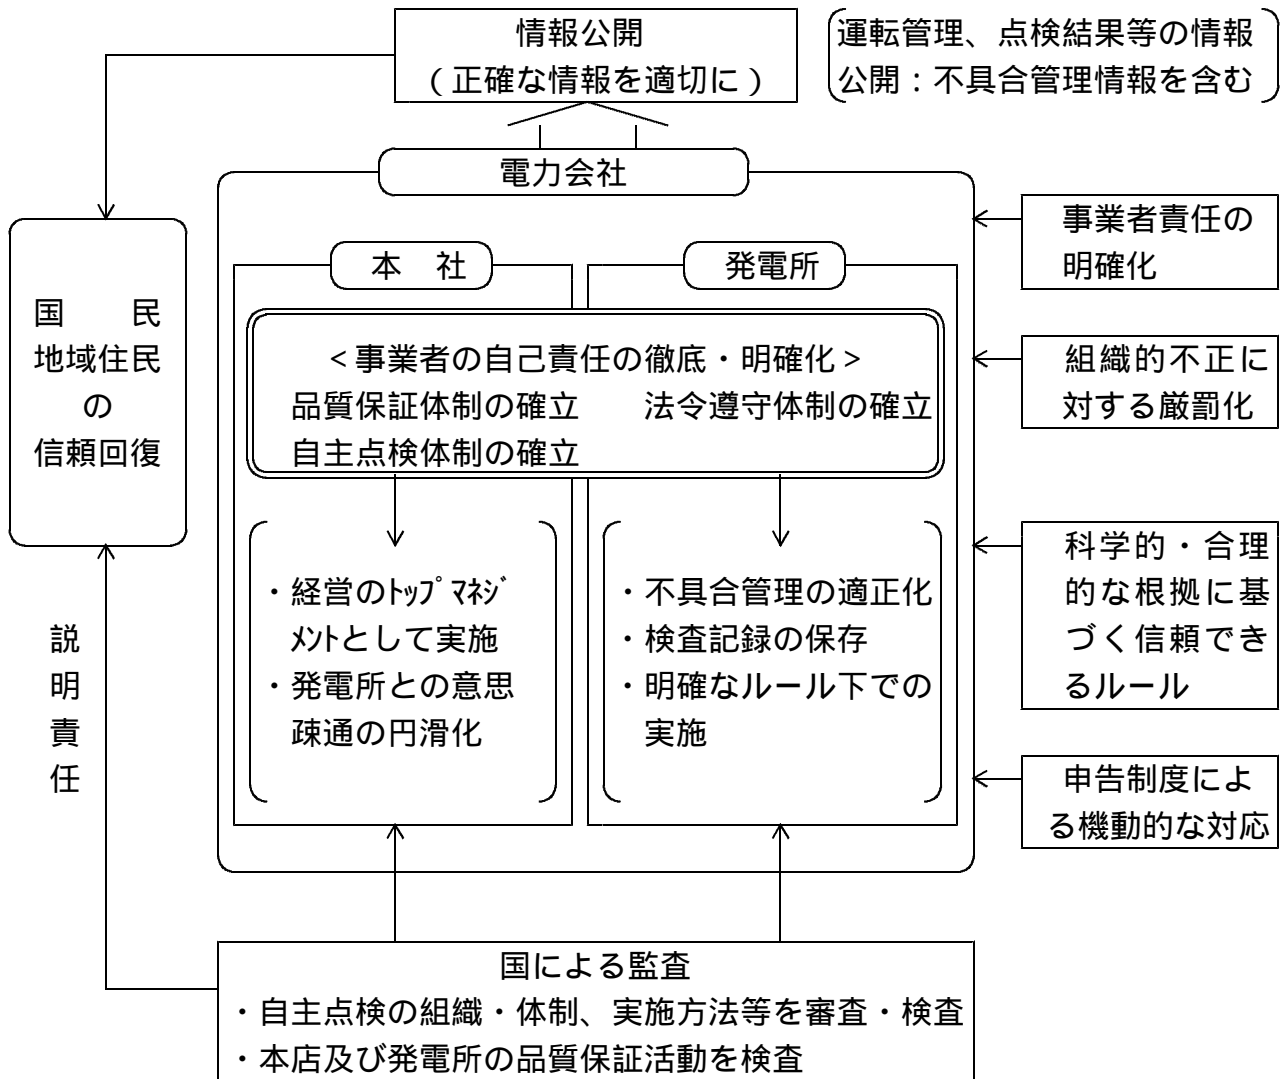 情報公開
（正確な情報を適切に）
運転管理、点検結果等の情報
公開：不具合管理情報を含む
電力会社
本　社
発電所
＜事業者の自己責任の徹底・明確化＞
品質保証体制の確立　　法令遵守体制の確立
自主点検体制の確立
・経営のﾄｯﾌﾟﾏﾈｼﾞ
ﾒﾝﾄとして実施
・発電所との意思
疎通の円滑化
・不具合管理の適正化
・検査記録の保存
・明確なルール下での
実施
国　　民
地域住民
の
信頼回復
説
明
責
任
事業者責任の
明確化
組織的不正に
対する厳罰化
科学的・合理
的な根拠に基
づく信頼でき
るルール
申告制度によ
る機動的な対応
国による監査
・自主点検の組織・体制、実施方法等を審査・検査
・本店及び発電所の品質保証活動を検査